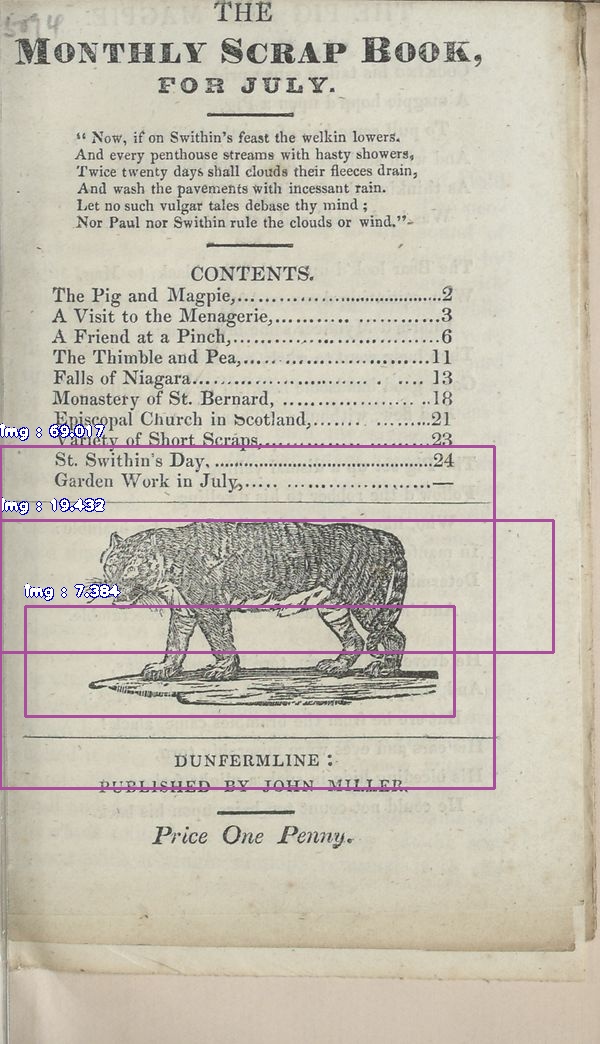 5094
THE
MONTHLY SCRAP BOOK,
FOR JULY.
“ Now, if on Swithin's feast the welkin lowers.
And every penthouse streams with hasty showers,
Twice twenty days shall clouds their fleeces drain,
And wash the pavements with incessant rain.
Let no such vulgar tales debase thy mind ;
Nor Paul nor Swithin rule the clouds or wind.”
CONTENTS.
The Pig and Magpie,..........................................2
A Visit to the Menagerie,........... ...............3
A Friend at a Pinch,.................................6
The Thimble and Pea,..............................11
Falls of Niagara............................ . .... 13
Monastery of St. Bernard, ..................... ..18
Episcopal Church in Scotland,........ .........21
Variety of Short Scraps,............................23
St. Swithin's Day. ........................................24
Garden Work in July,..... ........................—
img : 69.017
img : 19.432
img : 7.384
DUNFERMLINE :
PUBLISHED BY JOHN MILLER.
Price One Penny.